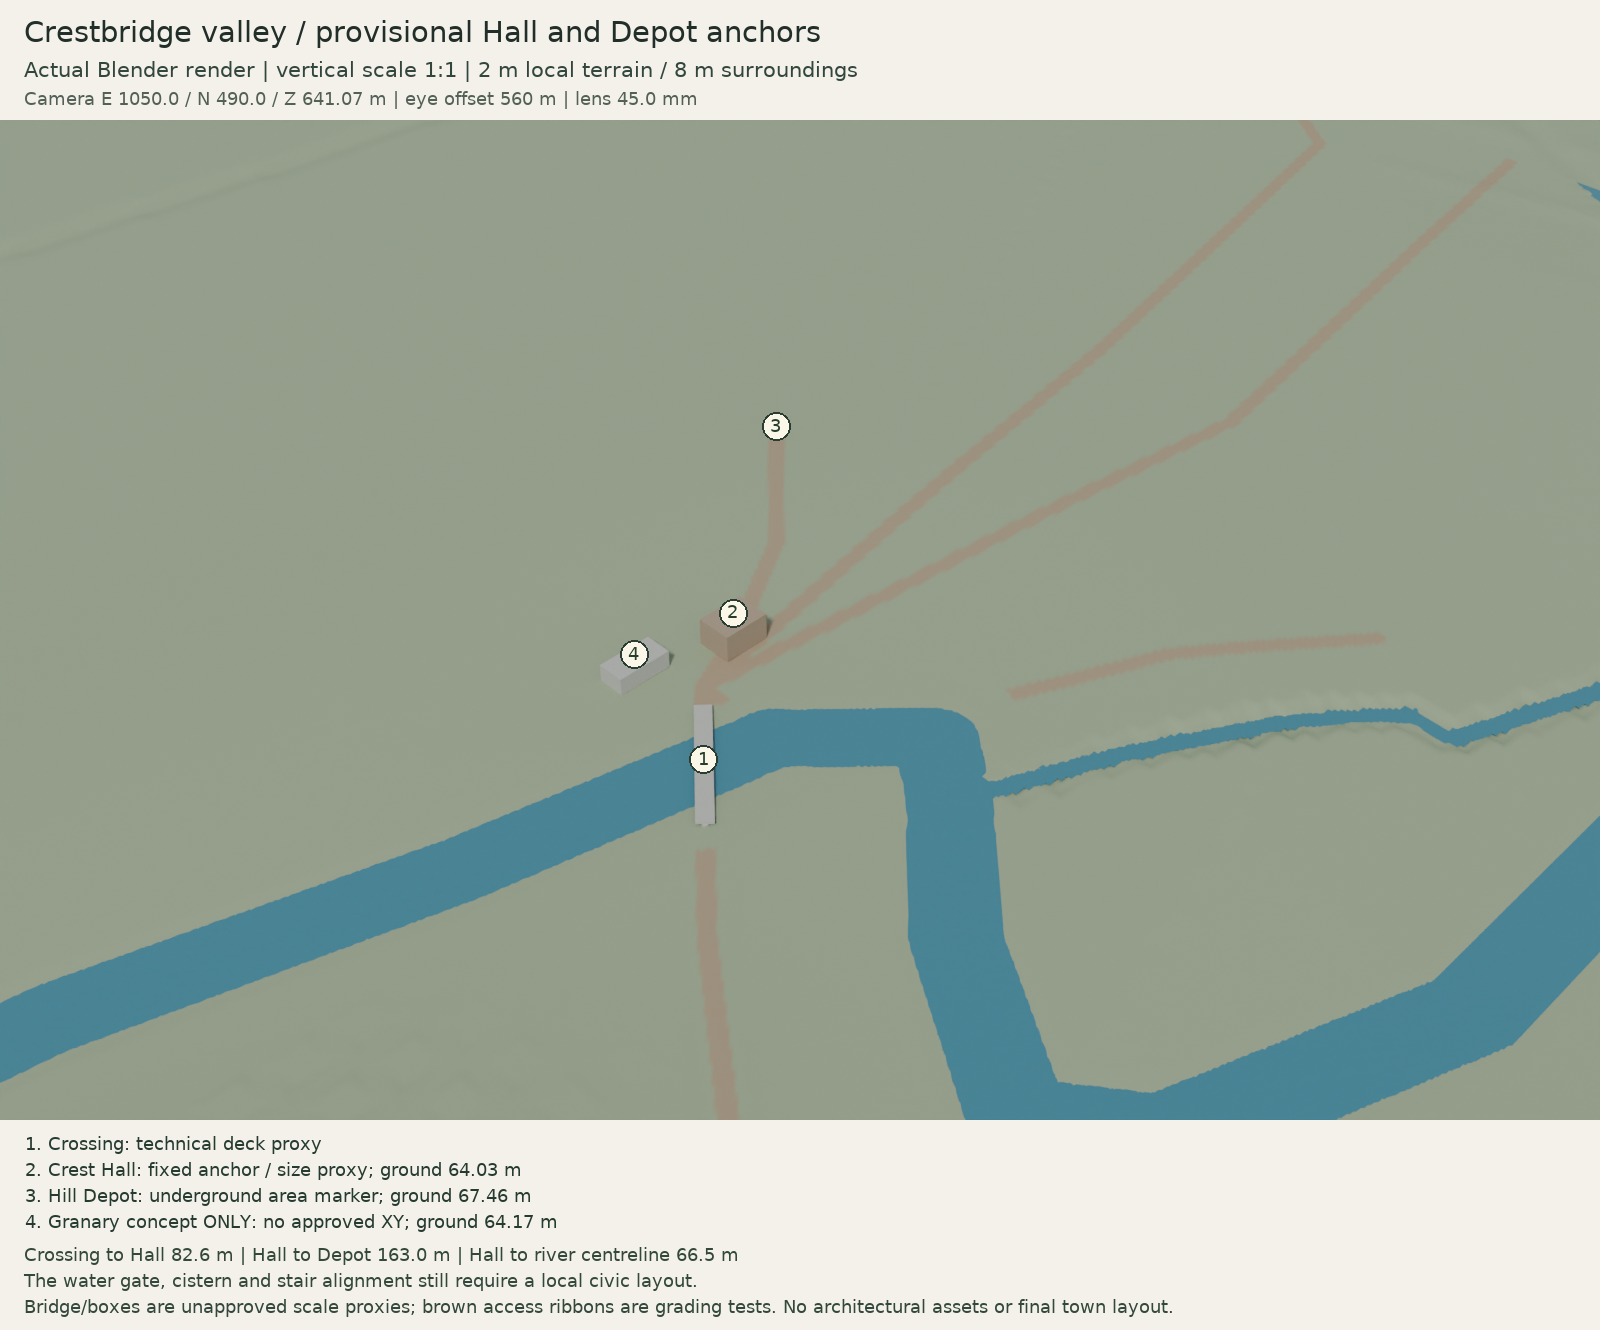 Crestbridge valley / provisional Hall and Depot anchors
Actual Blender render | vertical scale 1:1 | 2 m local terrain / 8 m surroundings
Camera E 1050.0 / N 490.0 / Z 641.07 m | eye offset 560 m | lens 45.0 mm
3
2
4
1
1. Crossing: technical deck proxy
2. Crest Hall: fixed anchor / size proxy; ground 64.03 m
3. Hill Depot: underground area marker; ground 67.46 m
4. Granary concept ONLY: no approved XY; ground 64.17 m
Crossing to Hall 82.6 m | Hall to Depot 163.0 m | Hall to river centreline 66.5 m
The water gate, cistern and stair alignment still require a local civic layout.
Bridge/boxes are unapproved scale proxies; brown access ribbons are grading tests. No architectural assets or final town layout.